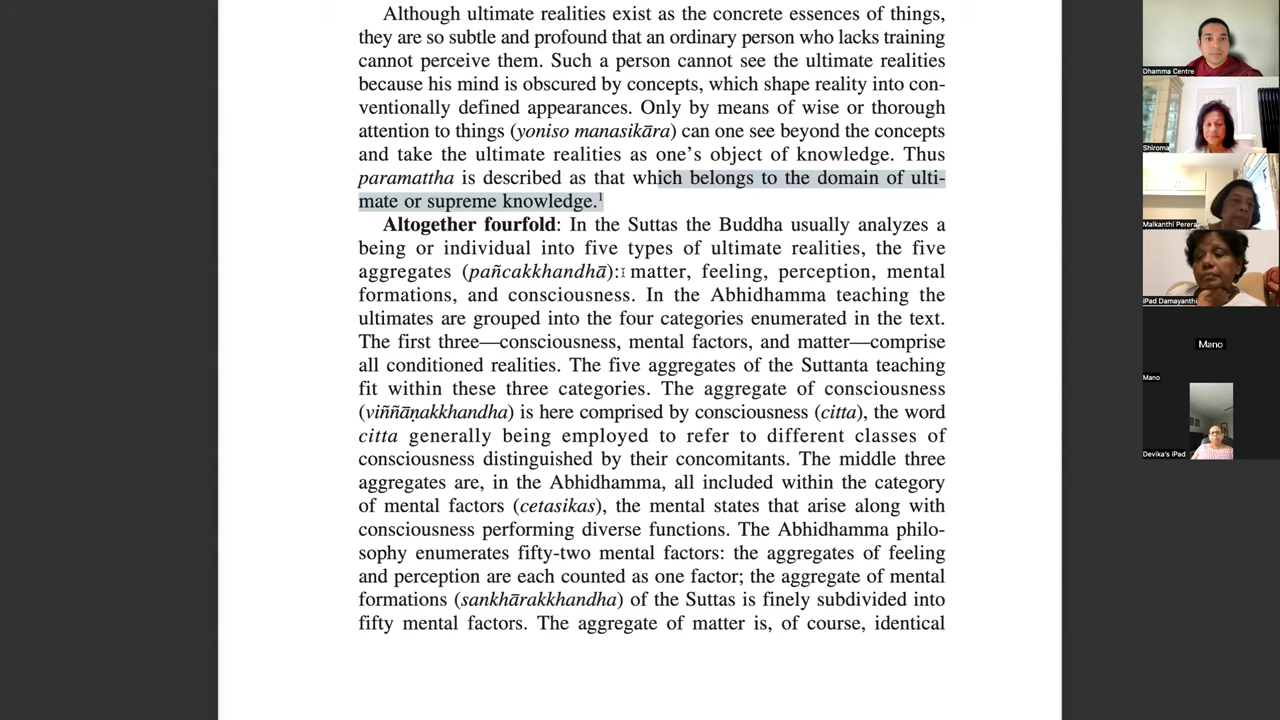 Although ultimate realities exist as the concrete essences of things,
they are so subtle and profound that an ordinary person who lacks training
cannot perceive them. Such a person cannot see the ultimate realities
because his mind is obscured by concepts, which shape reality into con-
ventionally defined appearances. Only by means of wise or thorough
attention to things (yoniso manasikāra) can one see beyond the concepts
and take the ultimate realities as one's object of knowledge. Thus
paramattha is described as that which belongs to the domain of ulti-
mate or supreme knowledge.¹
Altogether fourfold: In the Suttas the Buddha usually analyzes a
being or individual into five types of ultimate realities, the five
aggregates (pañcakkhandhā): matter, feeling, perception, mental
formations, and consciousness. In the Abhidhamma teaching the
ultimates are grouped into the four categories enumerated in the text.
The first three—consciousness, mental factors, and matter—comprise
all conditioned realities. The five aggregates of the Suttanta teaching
fit within these three categories. The aggregate of consciousness
(viññāṇakkhandha) is here comprised by consciousness (citta), the word
citta generally being employed to refer to different classes of
consciousness distinguished by their concomitants. The middle three
aggregates are, in the Abhidhamma, all included within the category
of mental factors (cetasikas), the mental states that arise along with
consciousness performing diverse functions. The Abhidhamma philo-
sophy enumerates fifty-two mental factors: the aggregates of feeling
and perception are each counted as one factor; the aggregate of mental
formations (sankhārakkhandha) of the Suttas is finely subdivided into
fifty mental factors. The aggregate of matter is, of course, identical
Dhamma Centre
Shiroma
Malkanthi Perera
iPad Damayanthi
Mano
Mano
Devika's iPad